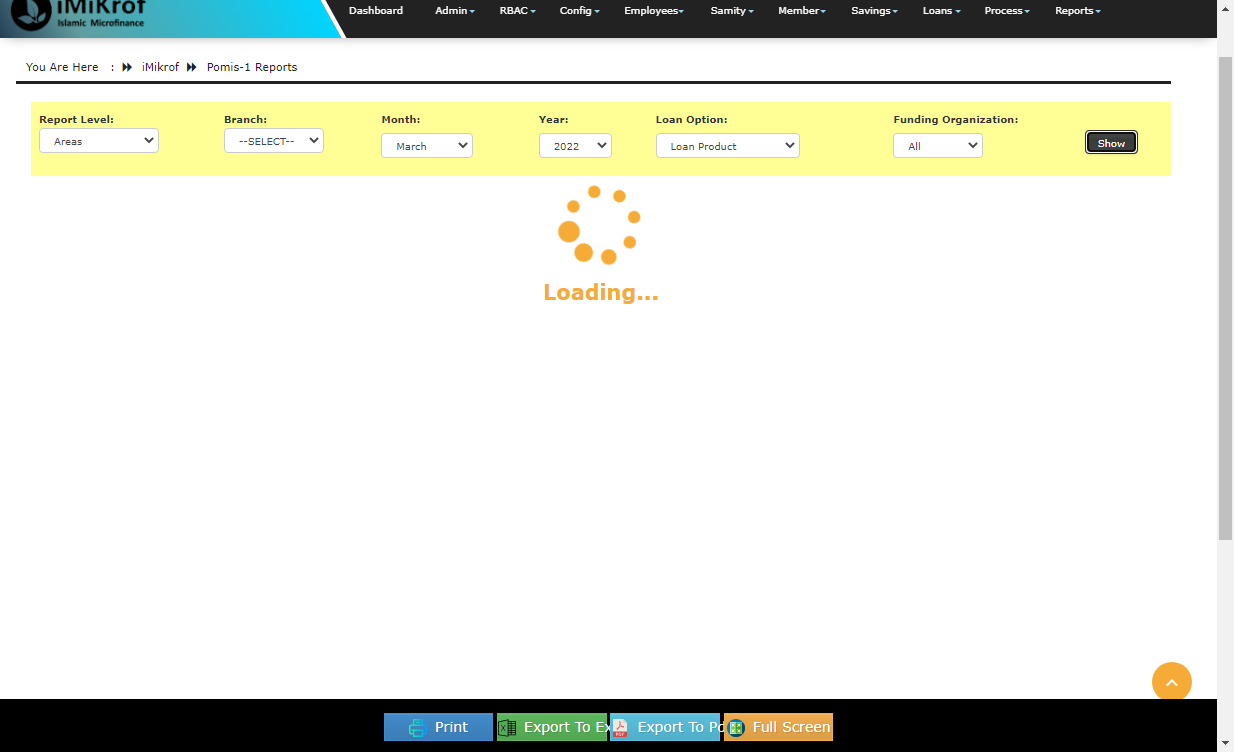 iMiKrof
Islamic Microfinance
Dashboard Admin RBAC Config Employees Samity Member Savings Loans Process Reports
You Are Here : iMikrof Pomis-1 Reports
Report Level: Branch: Month: Year: Loan Option: Funding Organization:
Areas --SELECT-- March 2022 Loan Product All Show
Loading...
Print Export To Ex Export To Pd Full Screen